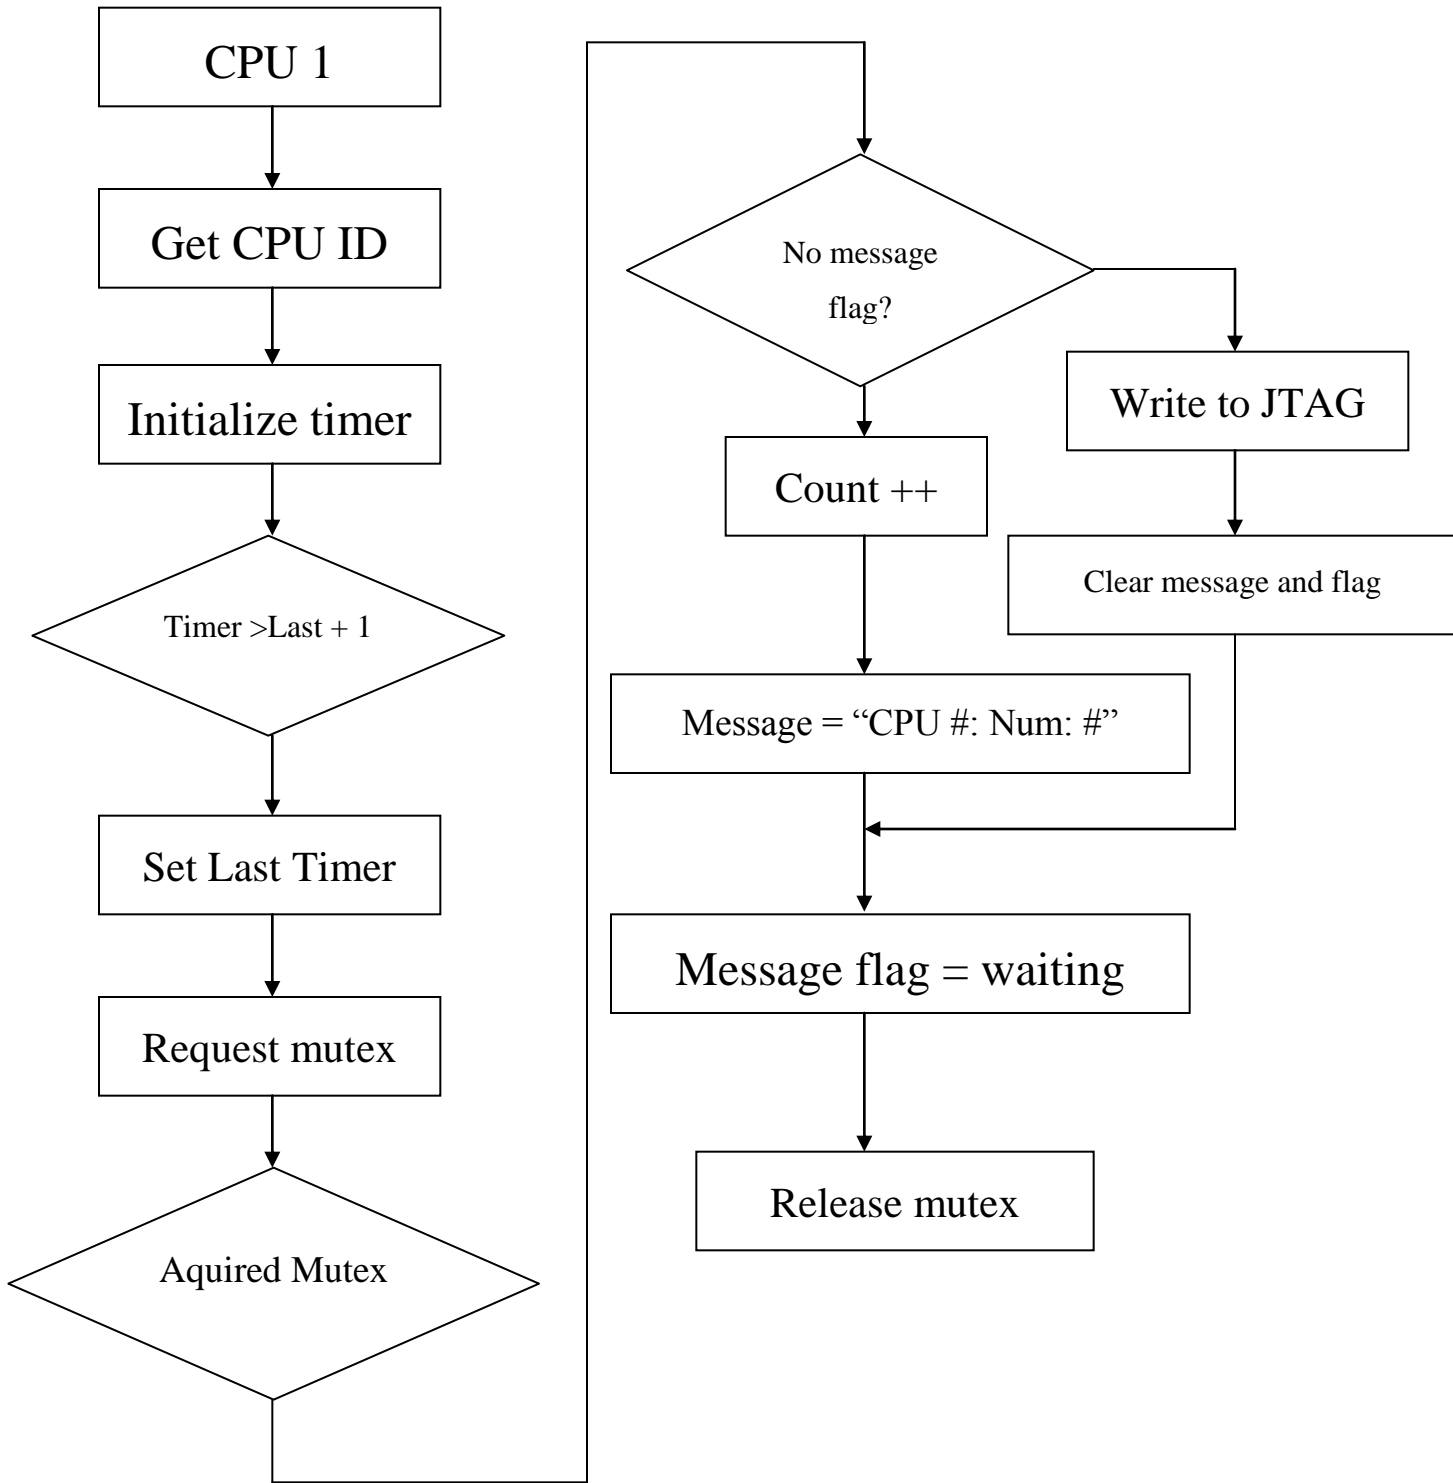 CPU 1
Get CPU ID
Initialize timer
Timer >Last + 1
Set Last Timer
Request mutex
Aquired Mutex
No message
flag?
Write to JTAG
Count ++
Clear message and flag
Message = “CPU #: Num: #”
Message flag = waiting
Release mutex